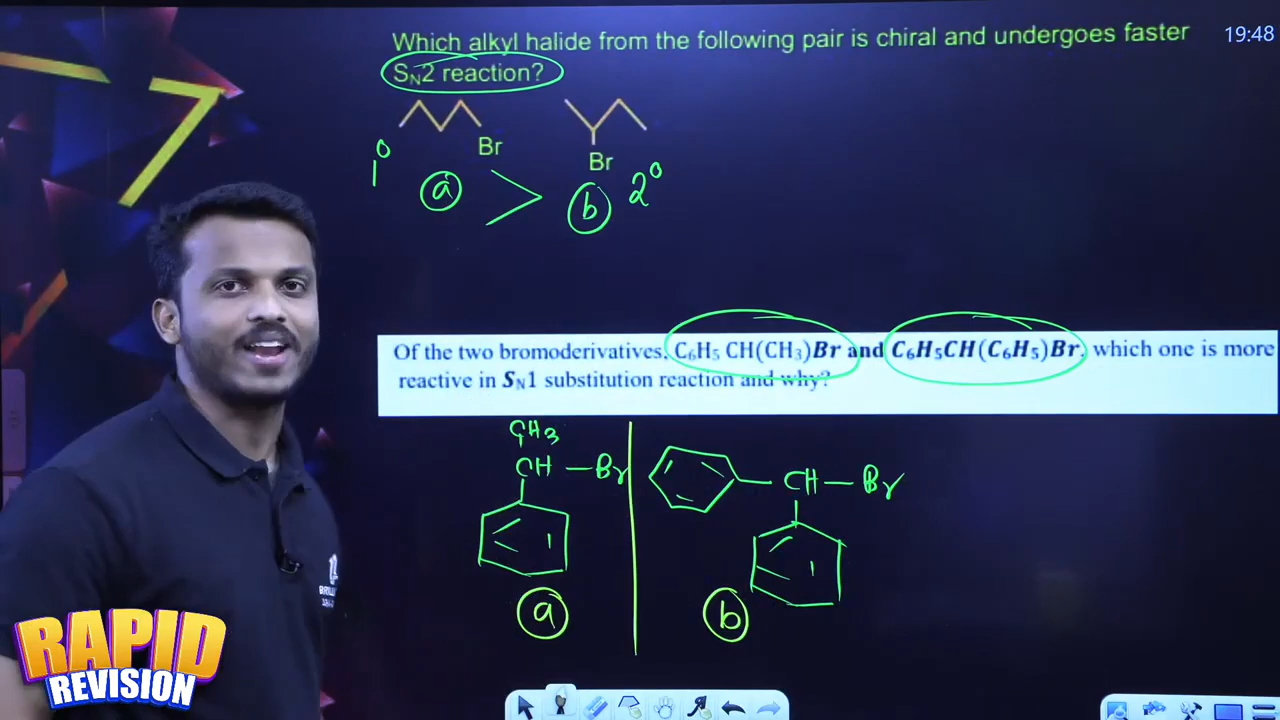 Which alkyl halide from the following pair is chiral and undergoes faster
19:48
SN2 reaction?
Br
Br
1⁰
a
>
b
2⁰
Of the two bromoderivatives, C₆H₅ CH(CH₃)Br and C₆H₅CH(C₆H₅)Br, which one is more
reactive in SN1 substitution reaction and why?
CH₃
CH – Br
CH – Br
a
b
RAPID
REVISION